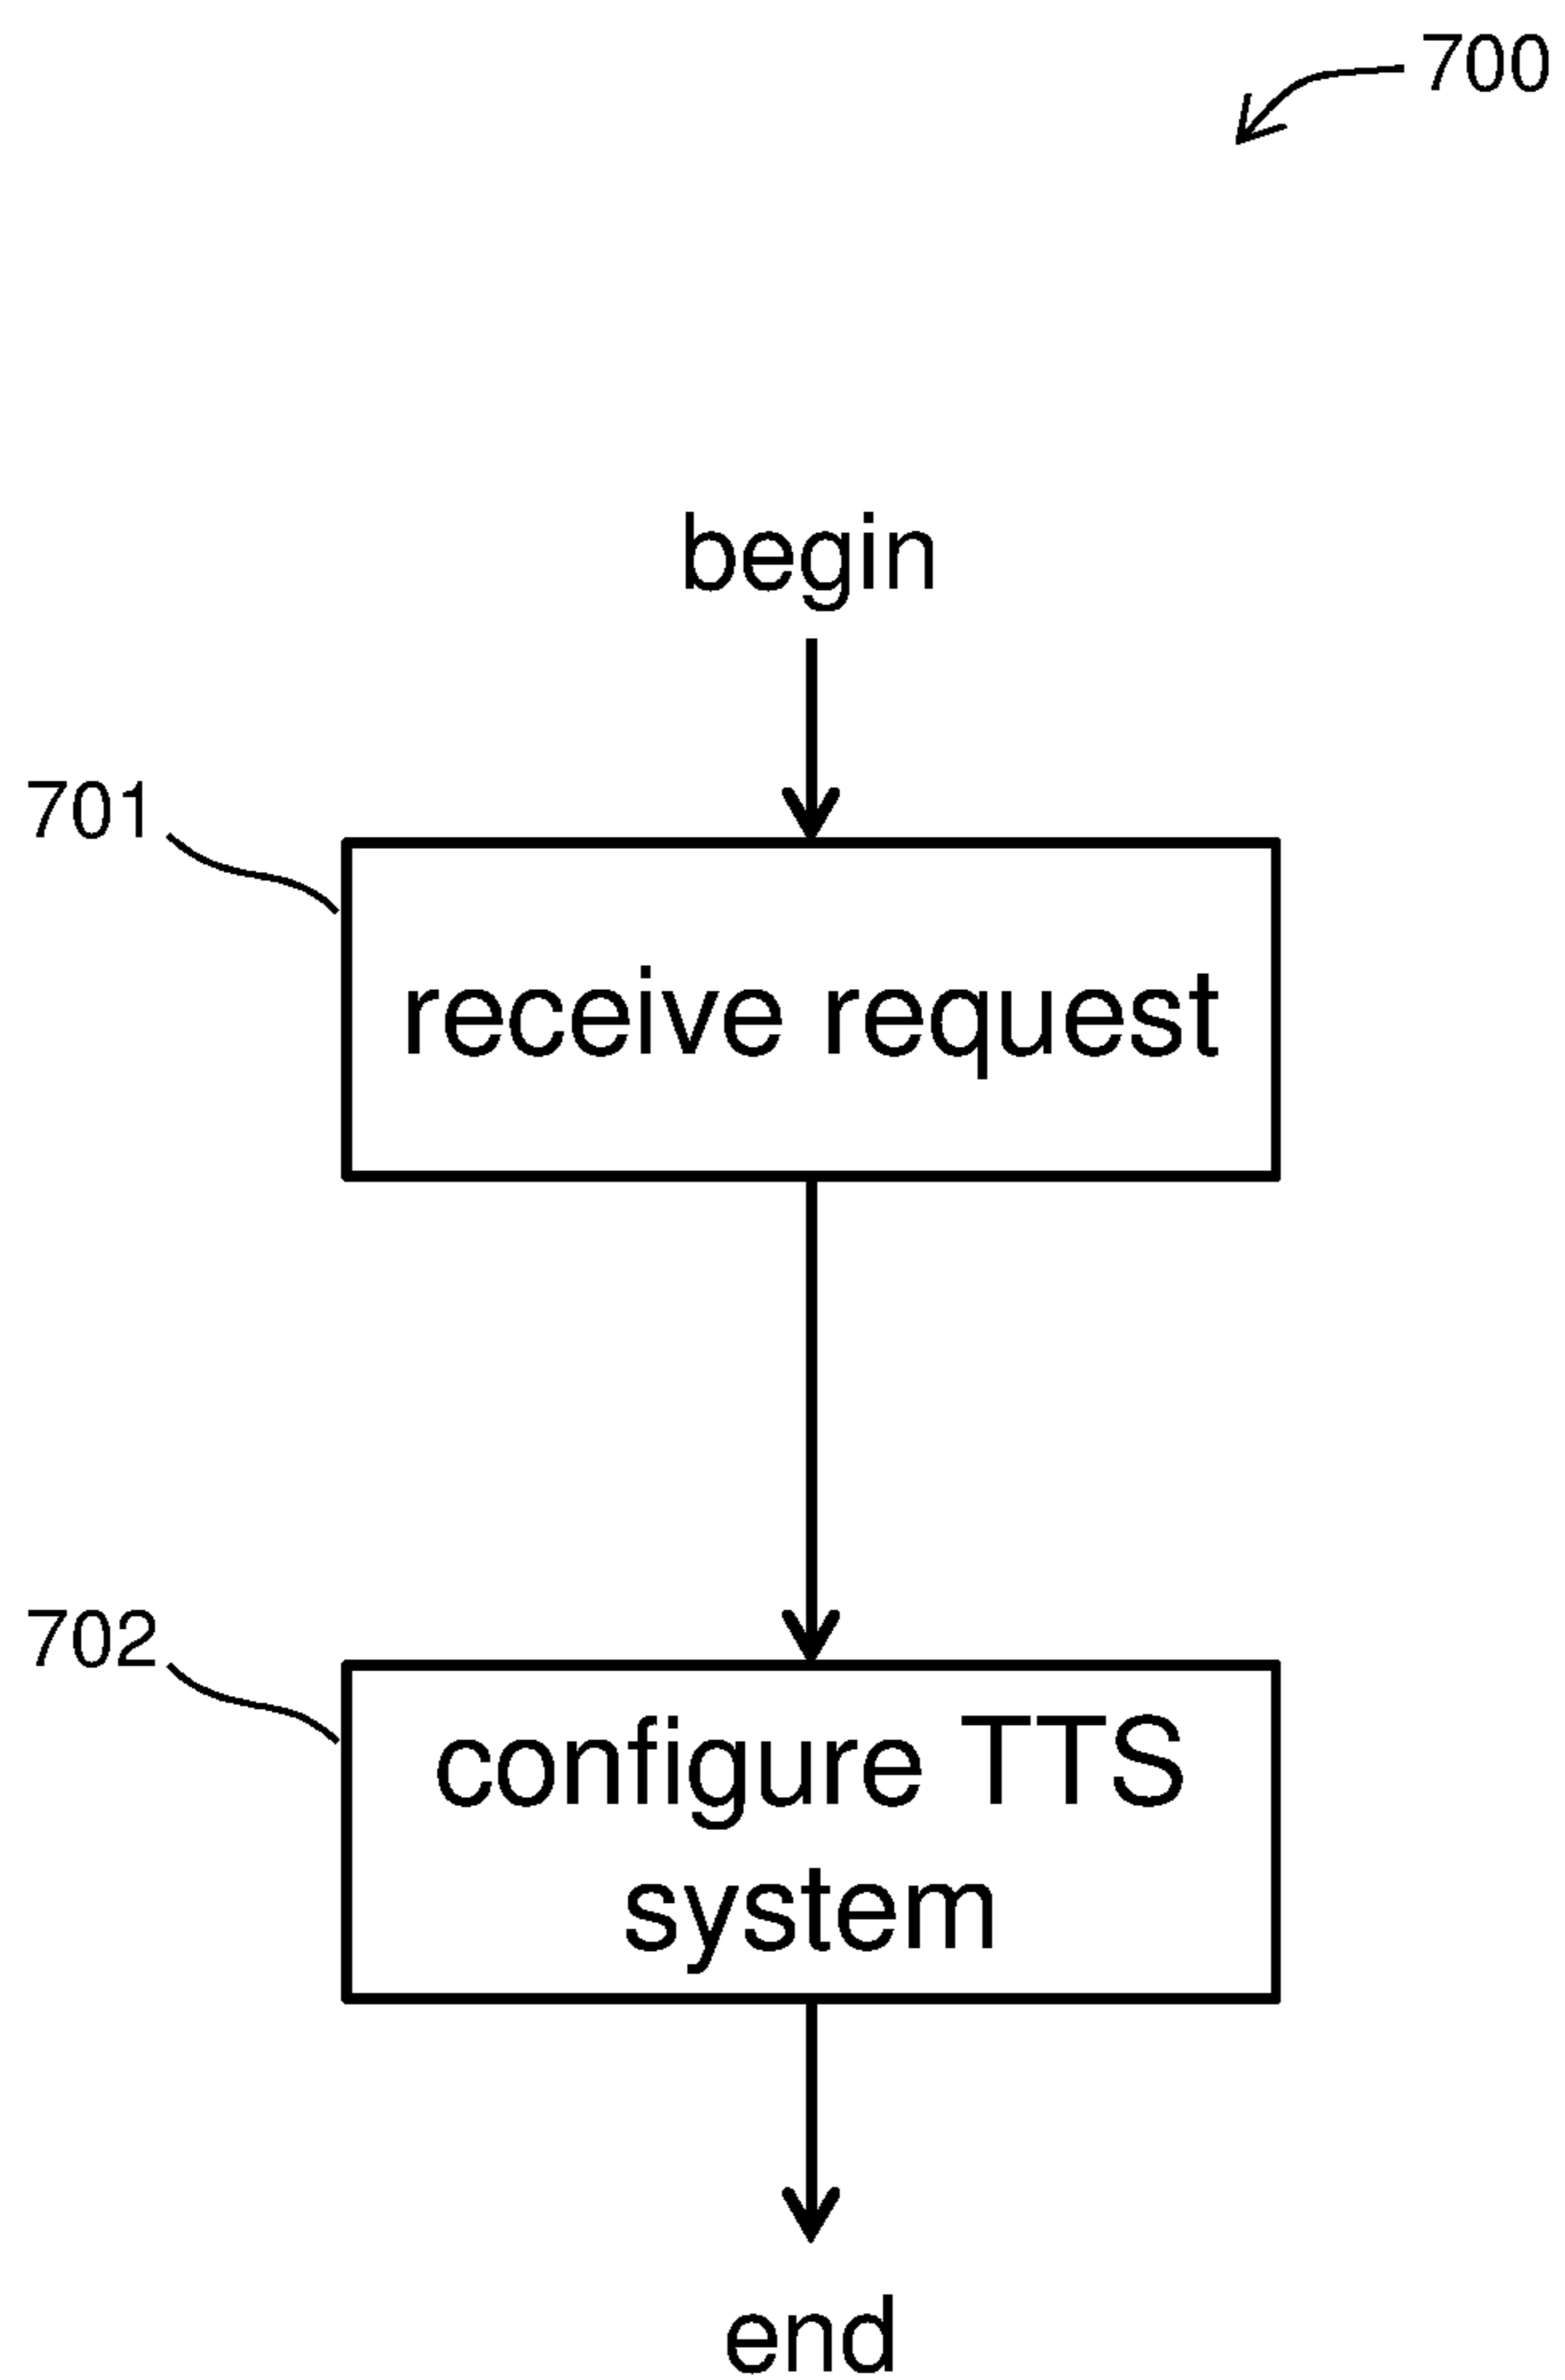 700
begin
701
receive request
702
configure TTS
system
end